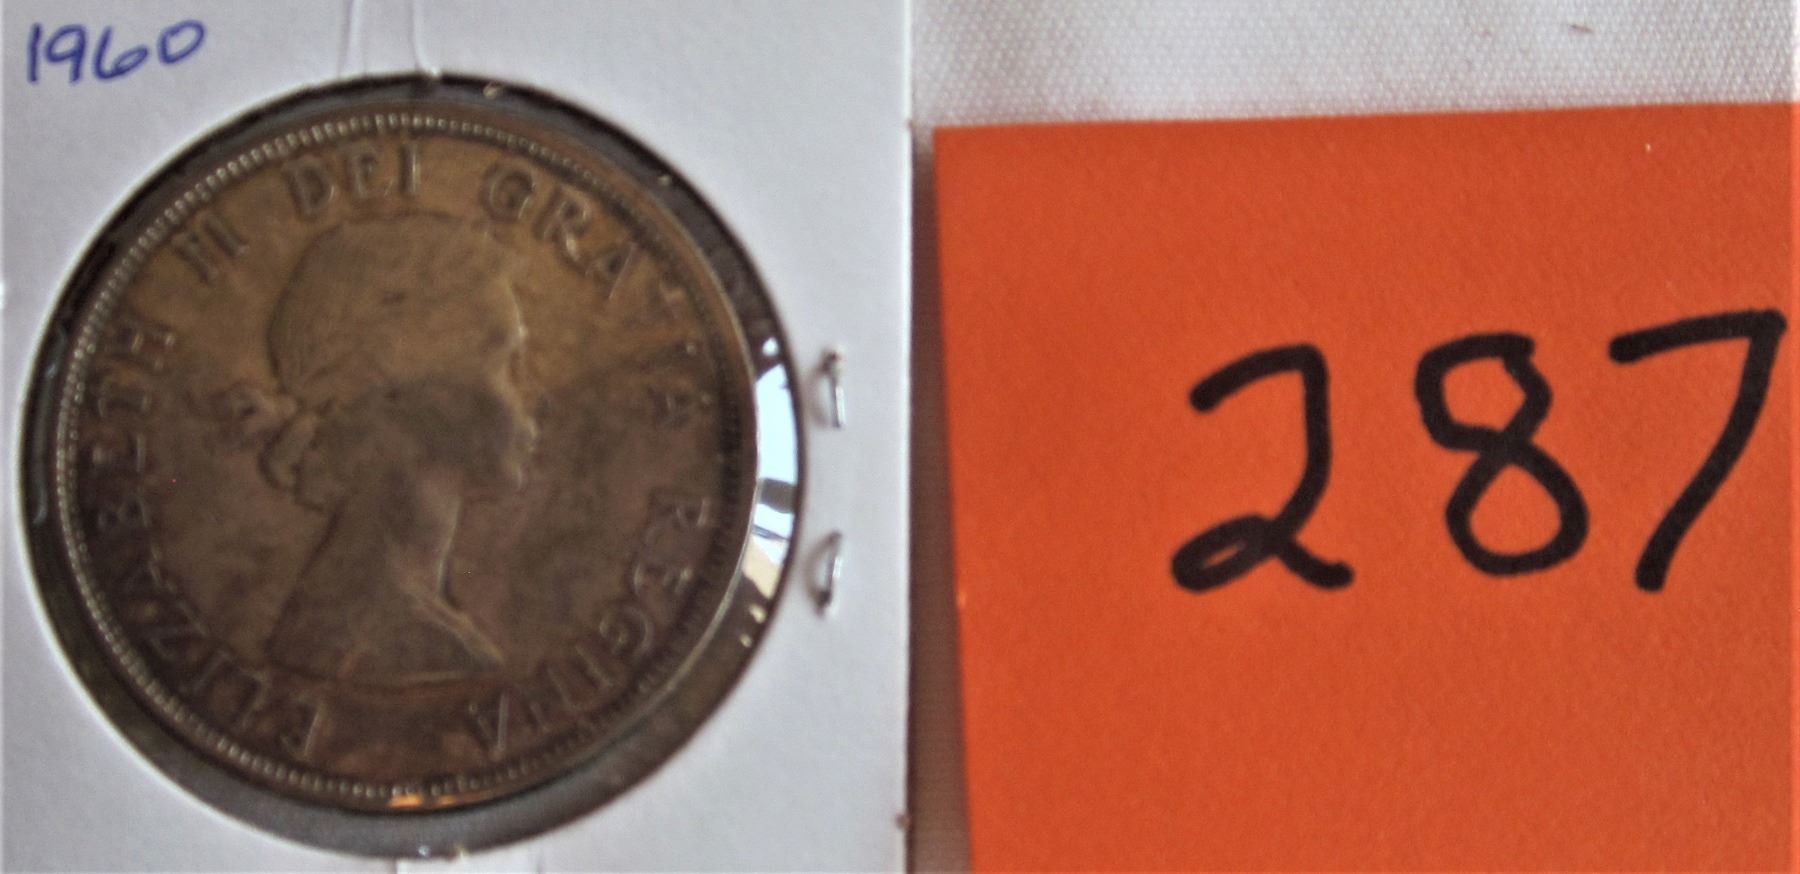 1960
ELIZABETH II DEI GRATIA REGINA
287